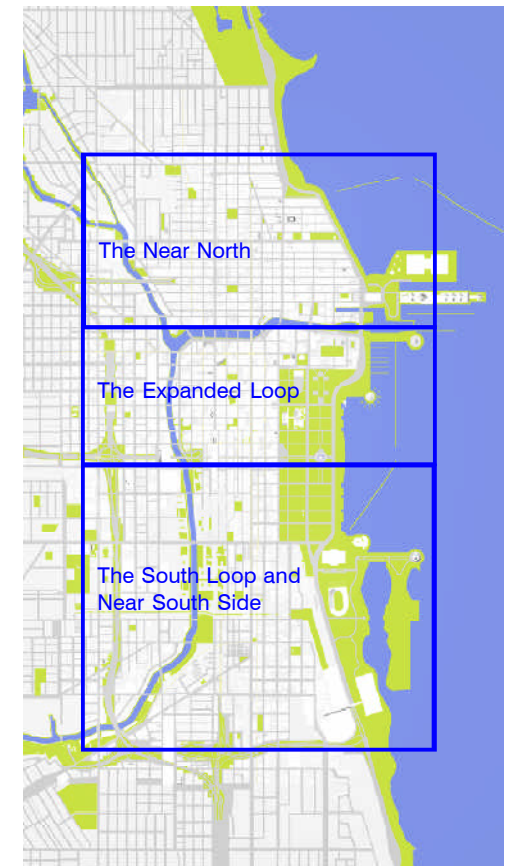 The Near North
The Expanded Loop
The South Loop and
Near South Side